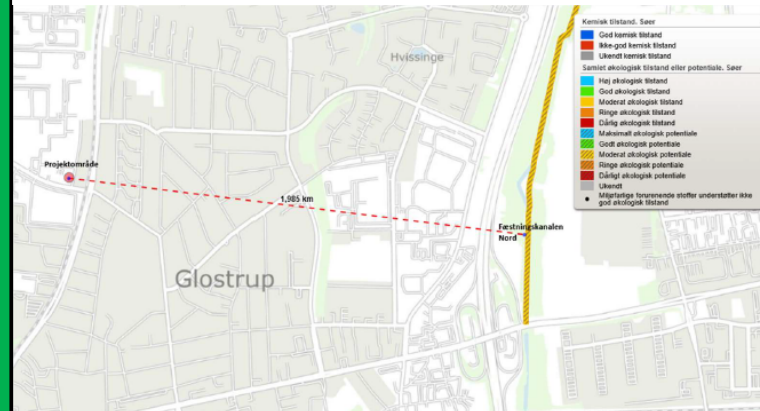 Kemisk tilstand. Søer
God kemisk tilstand
Ikke-god kemisk tilstand
Ukendt kemisk tilstand
Samlet økologisk tilstand eller potentiale. Søer
Høj økologisk tilstand
God økologisk tilstand
Moderat økologisk tilstand
Ringe økologisk tilstand
Dårlig økologisk tilstand
Maksimalt økologisk potentiale
Godt økologisk potentiale
Moderat økologisk potentiale
Ringe økologisk potentiale
Dårligt økologisk potentiale
Ukendt
Miljøfarlige forurenende stoffer understøtter ikke
god økologisk tilstand
Hvissinge
Projektområde
1,985 km
Fæstningskanalen
Nord
Glostrup